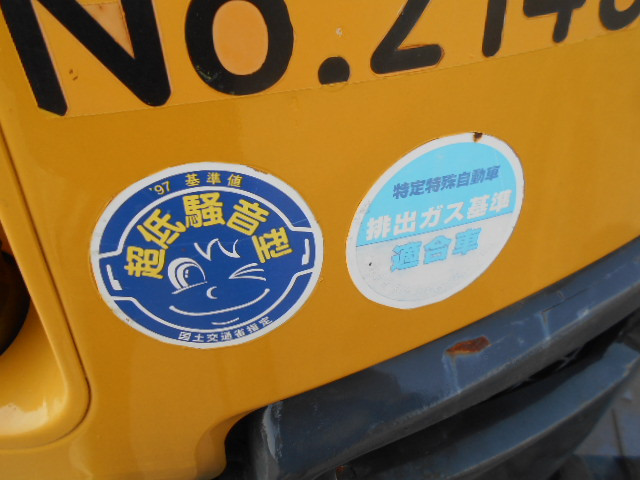 No.2148
'97 基準値
超低騒音型
国土交通省指定
特定特殊自動車
排出ガス基準
適合車